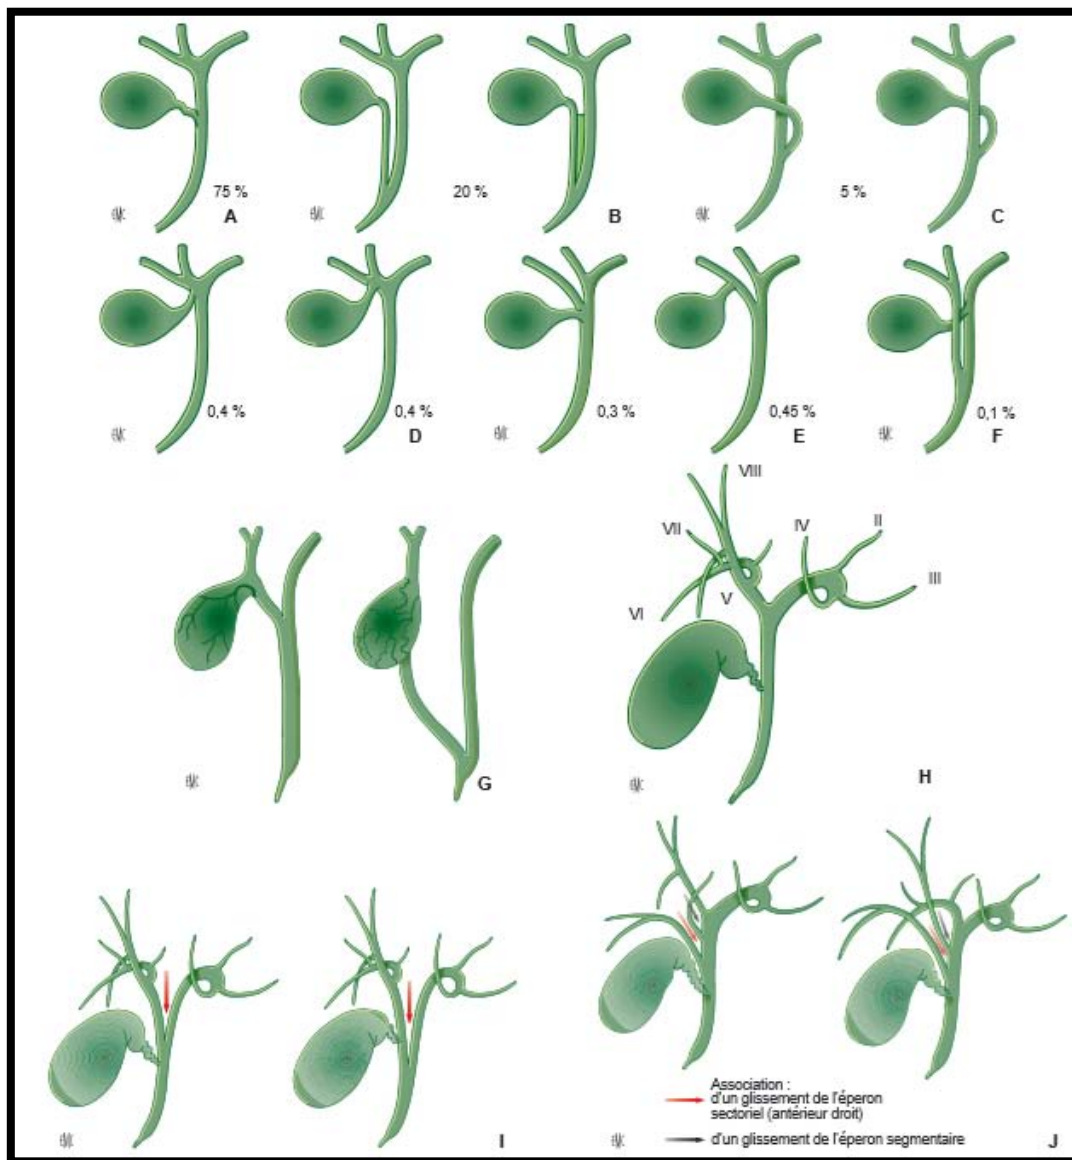 75 %
A
20 %
B
5 %
C
0,4 %
0,4 %
D
0,3 %
0,45 %
E
0,1 %
F
G
VIII
VII
IV
II
III
VI
V
H
I
Association :
d'un glissement de l'éperon
sectoriel (antérieur droit)
d'un glissement de l'éperon segmentaire
J